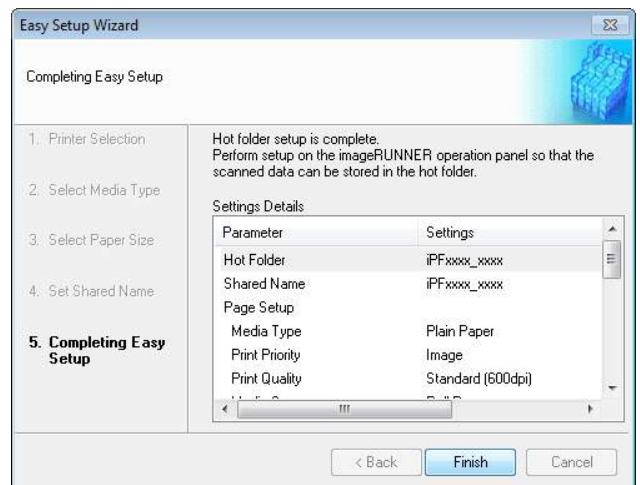 Easy Setup Wizard
Completing Easy Setup
1. Printer Selection
2. Select Media Type
3. Select Paper Size
4. Set Shared Name
5. Completing Easy
Setup
Hot folder setup is complete.
Perform setup on the imageRUNNER operation panel so that the
scanned data can be stored in the hot folder.
Settings Details
Parameter Settings
Hot Folder iPFxxxx_xxxx
Shared Name iPFxxxx_xxxx
Page Setup
Media Type Plain Paper
Print Priority Image
Print Quality Standard (600dpi)
< Back Finish Cancel